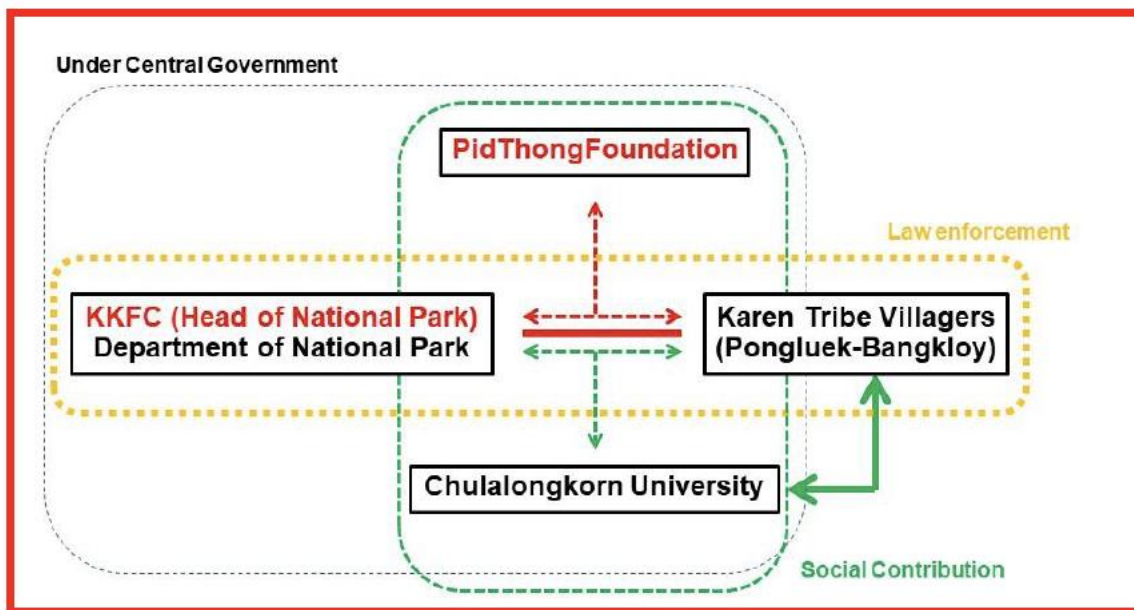 Under Central Government
PidThongFoundation
Law enforcement
KKFC (Head of National Park)
Department of National Park
Karen Tribe Villagers
(Pongluek-Bangkloy)
Chulalongkorn University
Social Contribution